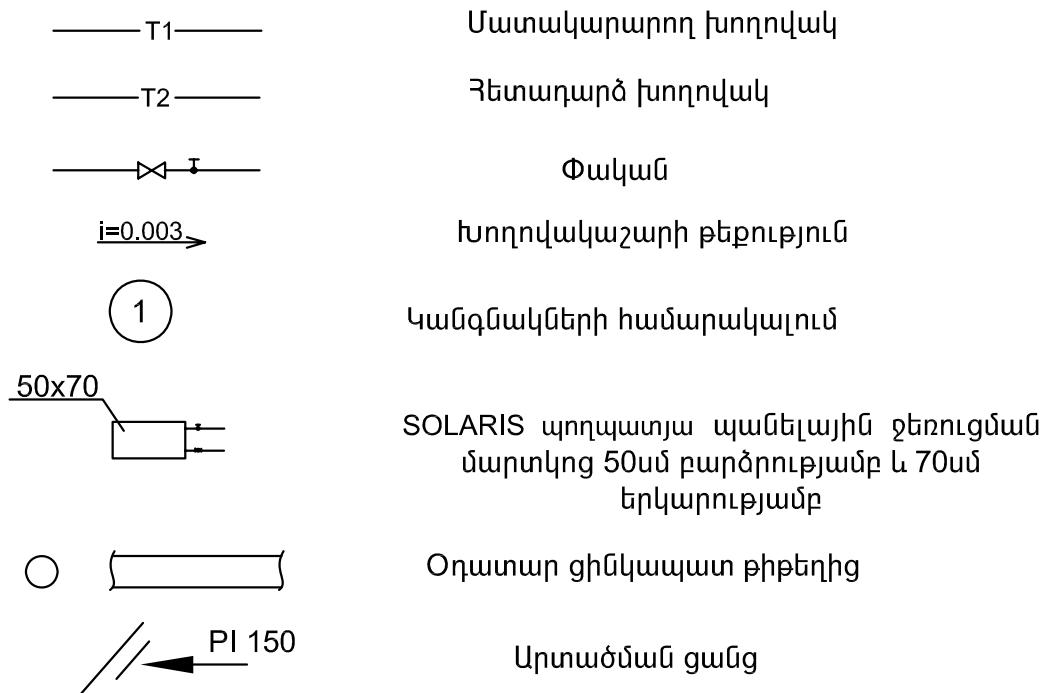 T1 Մատակարարող խողովակ
T2 Հետադարձ խողովակ
Փական
i=0.003 Խողովակաշարի թեքություն
1 Կանգնակների համարակալում
50x70
SOLARIS պողպատյա պանելային ջեռուցման
մարտկոց 50սմ բարձրությամբ և 70սմ
երկարությամբ
Օդատար ցինկապատ թիթեղից
PI 150
Արտածման ցանց